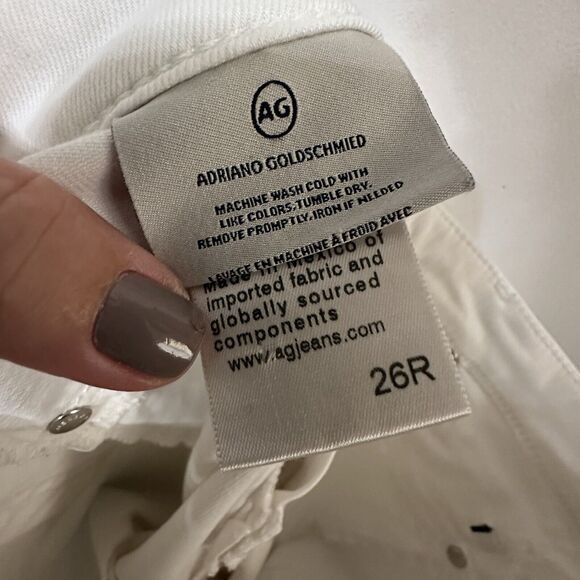 AG
ADRIANO GOLDSCHMIED
MACHINE WASH COLD WITH
LIKE COLORS. TUMBLE DRY.
REMOVE PROMPTLY. IRON IF NEEDED
LAVAGE EN MACHINE À FROID AVEC
Made in Mexico of
imported fabric and
globally sourced
components
www.agjeans.com
26R